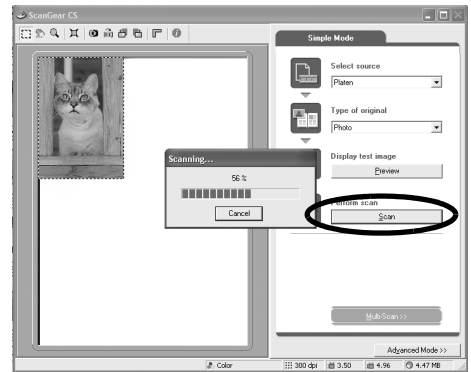 ScanGear CS
Simple Mode
Select source
Platen
Type of original
Photo
Display test image
Preview
Scanning...
56 %
Cancel
Perform scan
Scan
Multi-Scan >>
Advanced Mode >>
Color
300 dpi
3.50
4.96
4.47 MB